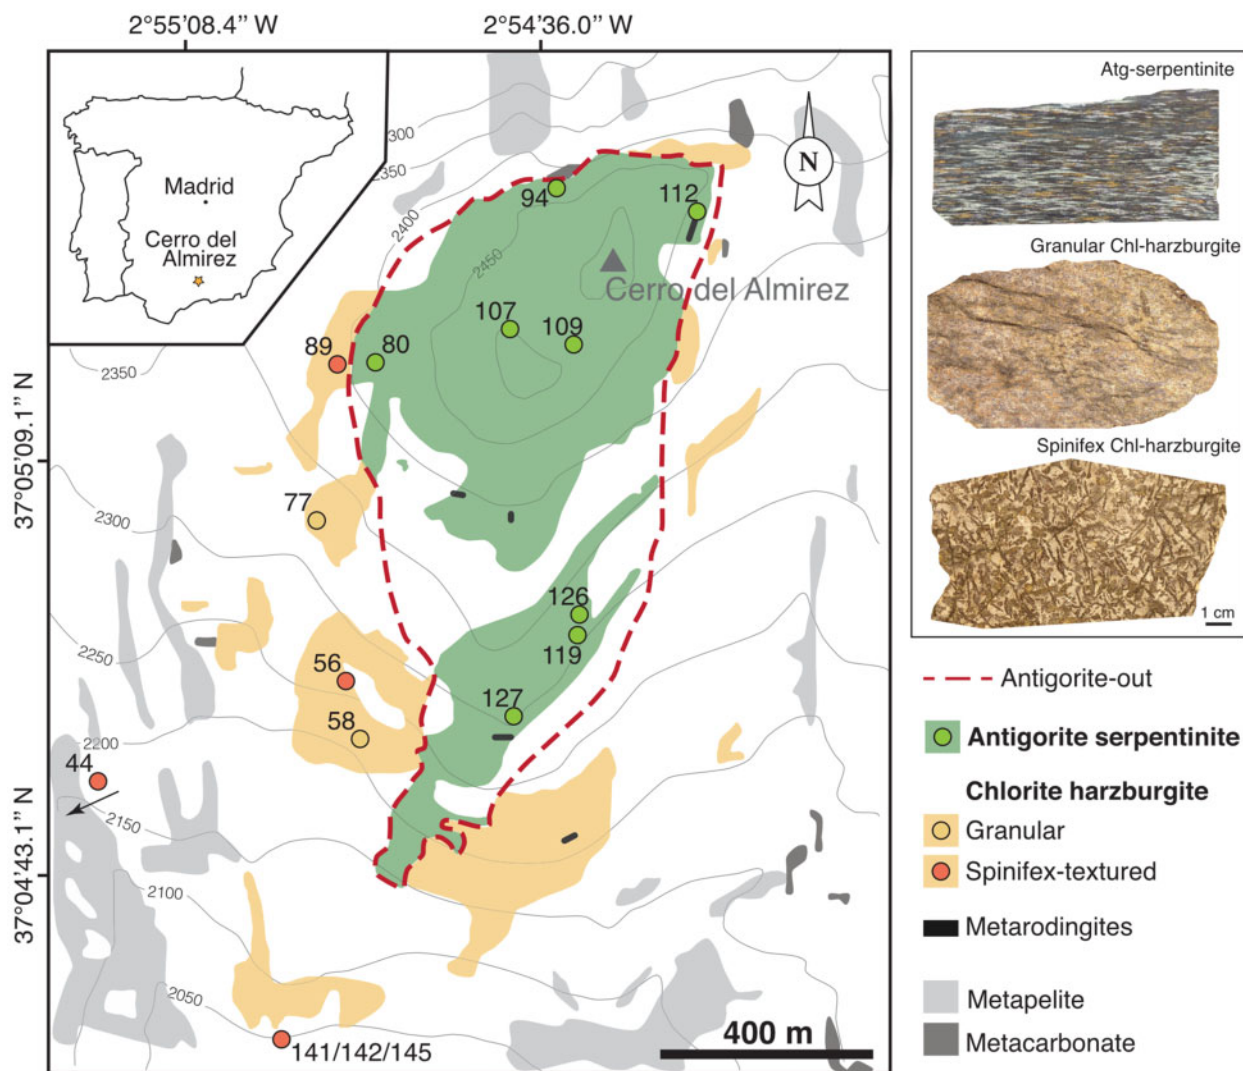 2°55'08.4'' W
2°54'36.0'' W
37°05'09.1'' N
37°04'43.1'' N
Madrid
Cerro del
Almirez
N
2300
2350
2400
2450
94
112
Cerro del Almirez
107
109
89
80
2350
77
2300
126
119
2250
56
58
127
2200
44
2150
2100
2050
141/142/145
400 m
Atg-serpentinite
Granular Chl-harzburgite
Spinifex Chl-harzburgite
1 cm
Antigorite-out
Antigorite serpentinite
Chlorite harzburgite
Granular
Spinifex-textured
Metarodingites
Metapelite
Metacarbonate